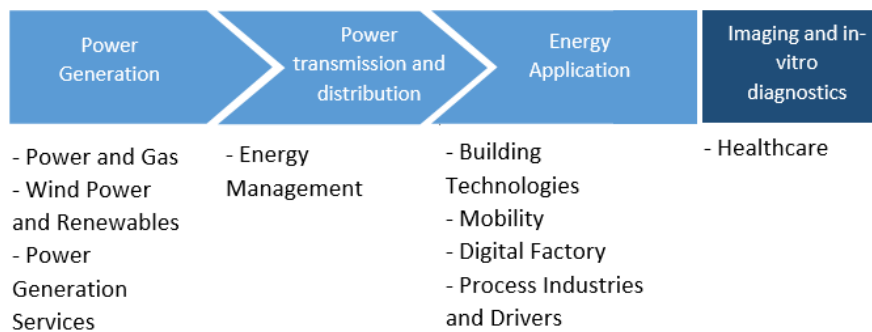 Power
Generation
Power
transmission and
distribution
Energy
Application
Imaging and in-
vitro
diagnostics
- Power and Gas
- Wind Power
and Renewables
- Power
Generation
Services
- Energy
Management
- Building
Technologies
- Mobility
- Digital Factory
- Process Industries
and Drivers
- Healthcare